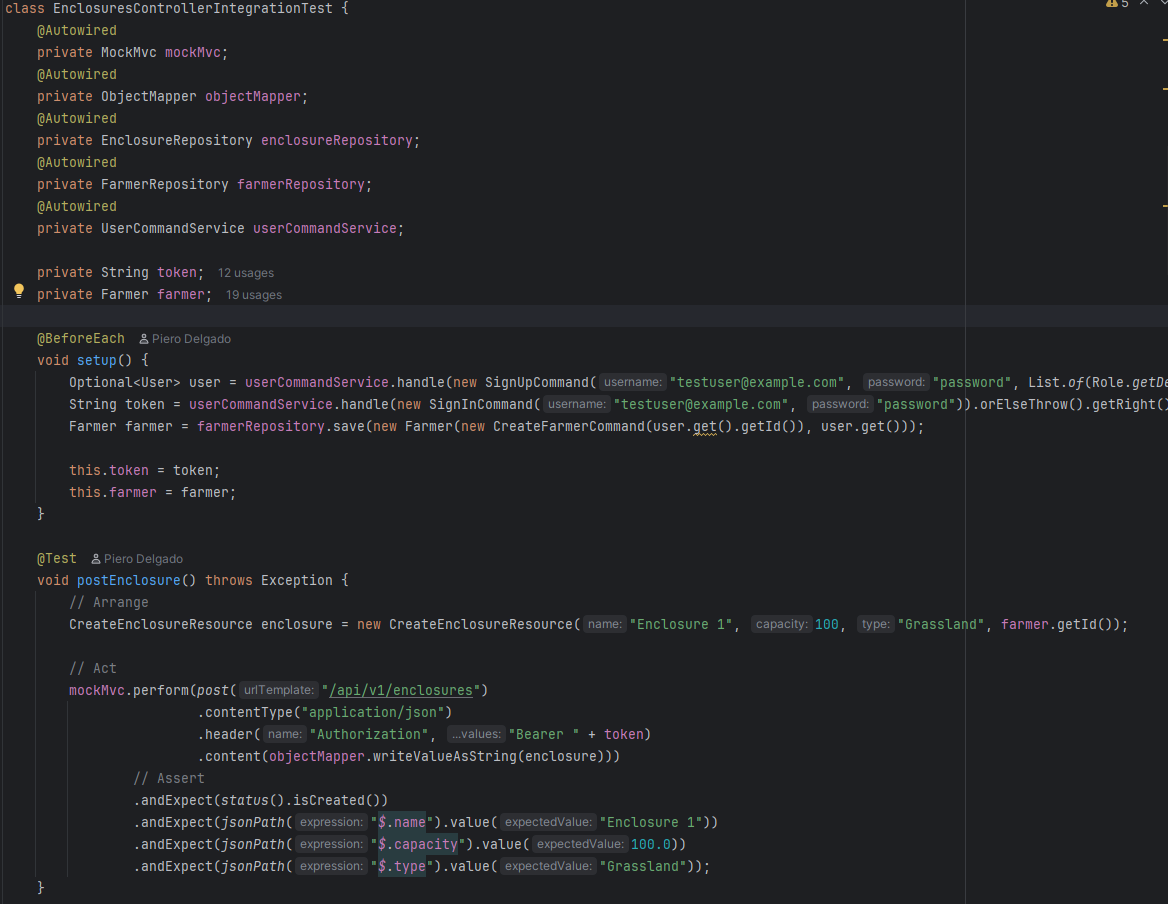 class EnclosuresControllerIntegrationTest {
5
@Autowired
private MockMvc mockMvc;
@Autowired
private ObjectMapper objectMapper;
@Autowired
private EnclosureRepository enclosureRepository;
@Autowired
private FarmerRepository farmerRepository;
@Autowired
private UserCommandService userCommandService;
private String token; 12 usages
private Farmer farmer; 19 usages
@BeforeEach Piero Delgado
void setup() {
Optional<User> user = userCommandService.handle(new SignUpCommand( username: "testuser@example.com", password: "password", List.of(Role.getDe
String token = userCommandService.handle(new SignInCommand( username: "testuser@example.com", password: "password")).orElseThrow().getRight()
Farmer farmer = farmerRepository.save(new Farmer(new CreateFarmerCommand(user.get().getId()), user.get()));
this.token = token;
this.farmer = farmer;
}
@Test Piero Delgado
void postEnclosure() throws Exception {
// Arrange
CreateEnclosureResource enclosure = new CreateEnclosureResource( name: "Enclosure 1", capacity: 100, type: "Grassland", farmer.getId());
// Act
mockMvc.perform(post( urlTemplate: "/api/v1/enclosures")
.contentType("application/json")
.header( name: "Authorization", ...values: "Bearer " + token)
.content(objectMapper.writeValueAsString(enclosure)))
// Assert
.andExpect(status().isCreated())
.andExpect(jsonPath( expression: "$.name").value( expectedValue: "Enclosure 1"))
.andExpect(jsonPath( expression: "$.capacity").value( expectedValue: 100.0))
.andExpect(jsonPath( expression: "$.type").value( expectedValue: "Grassland"));
}